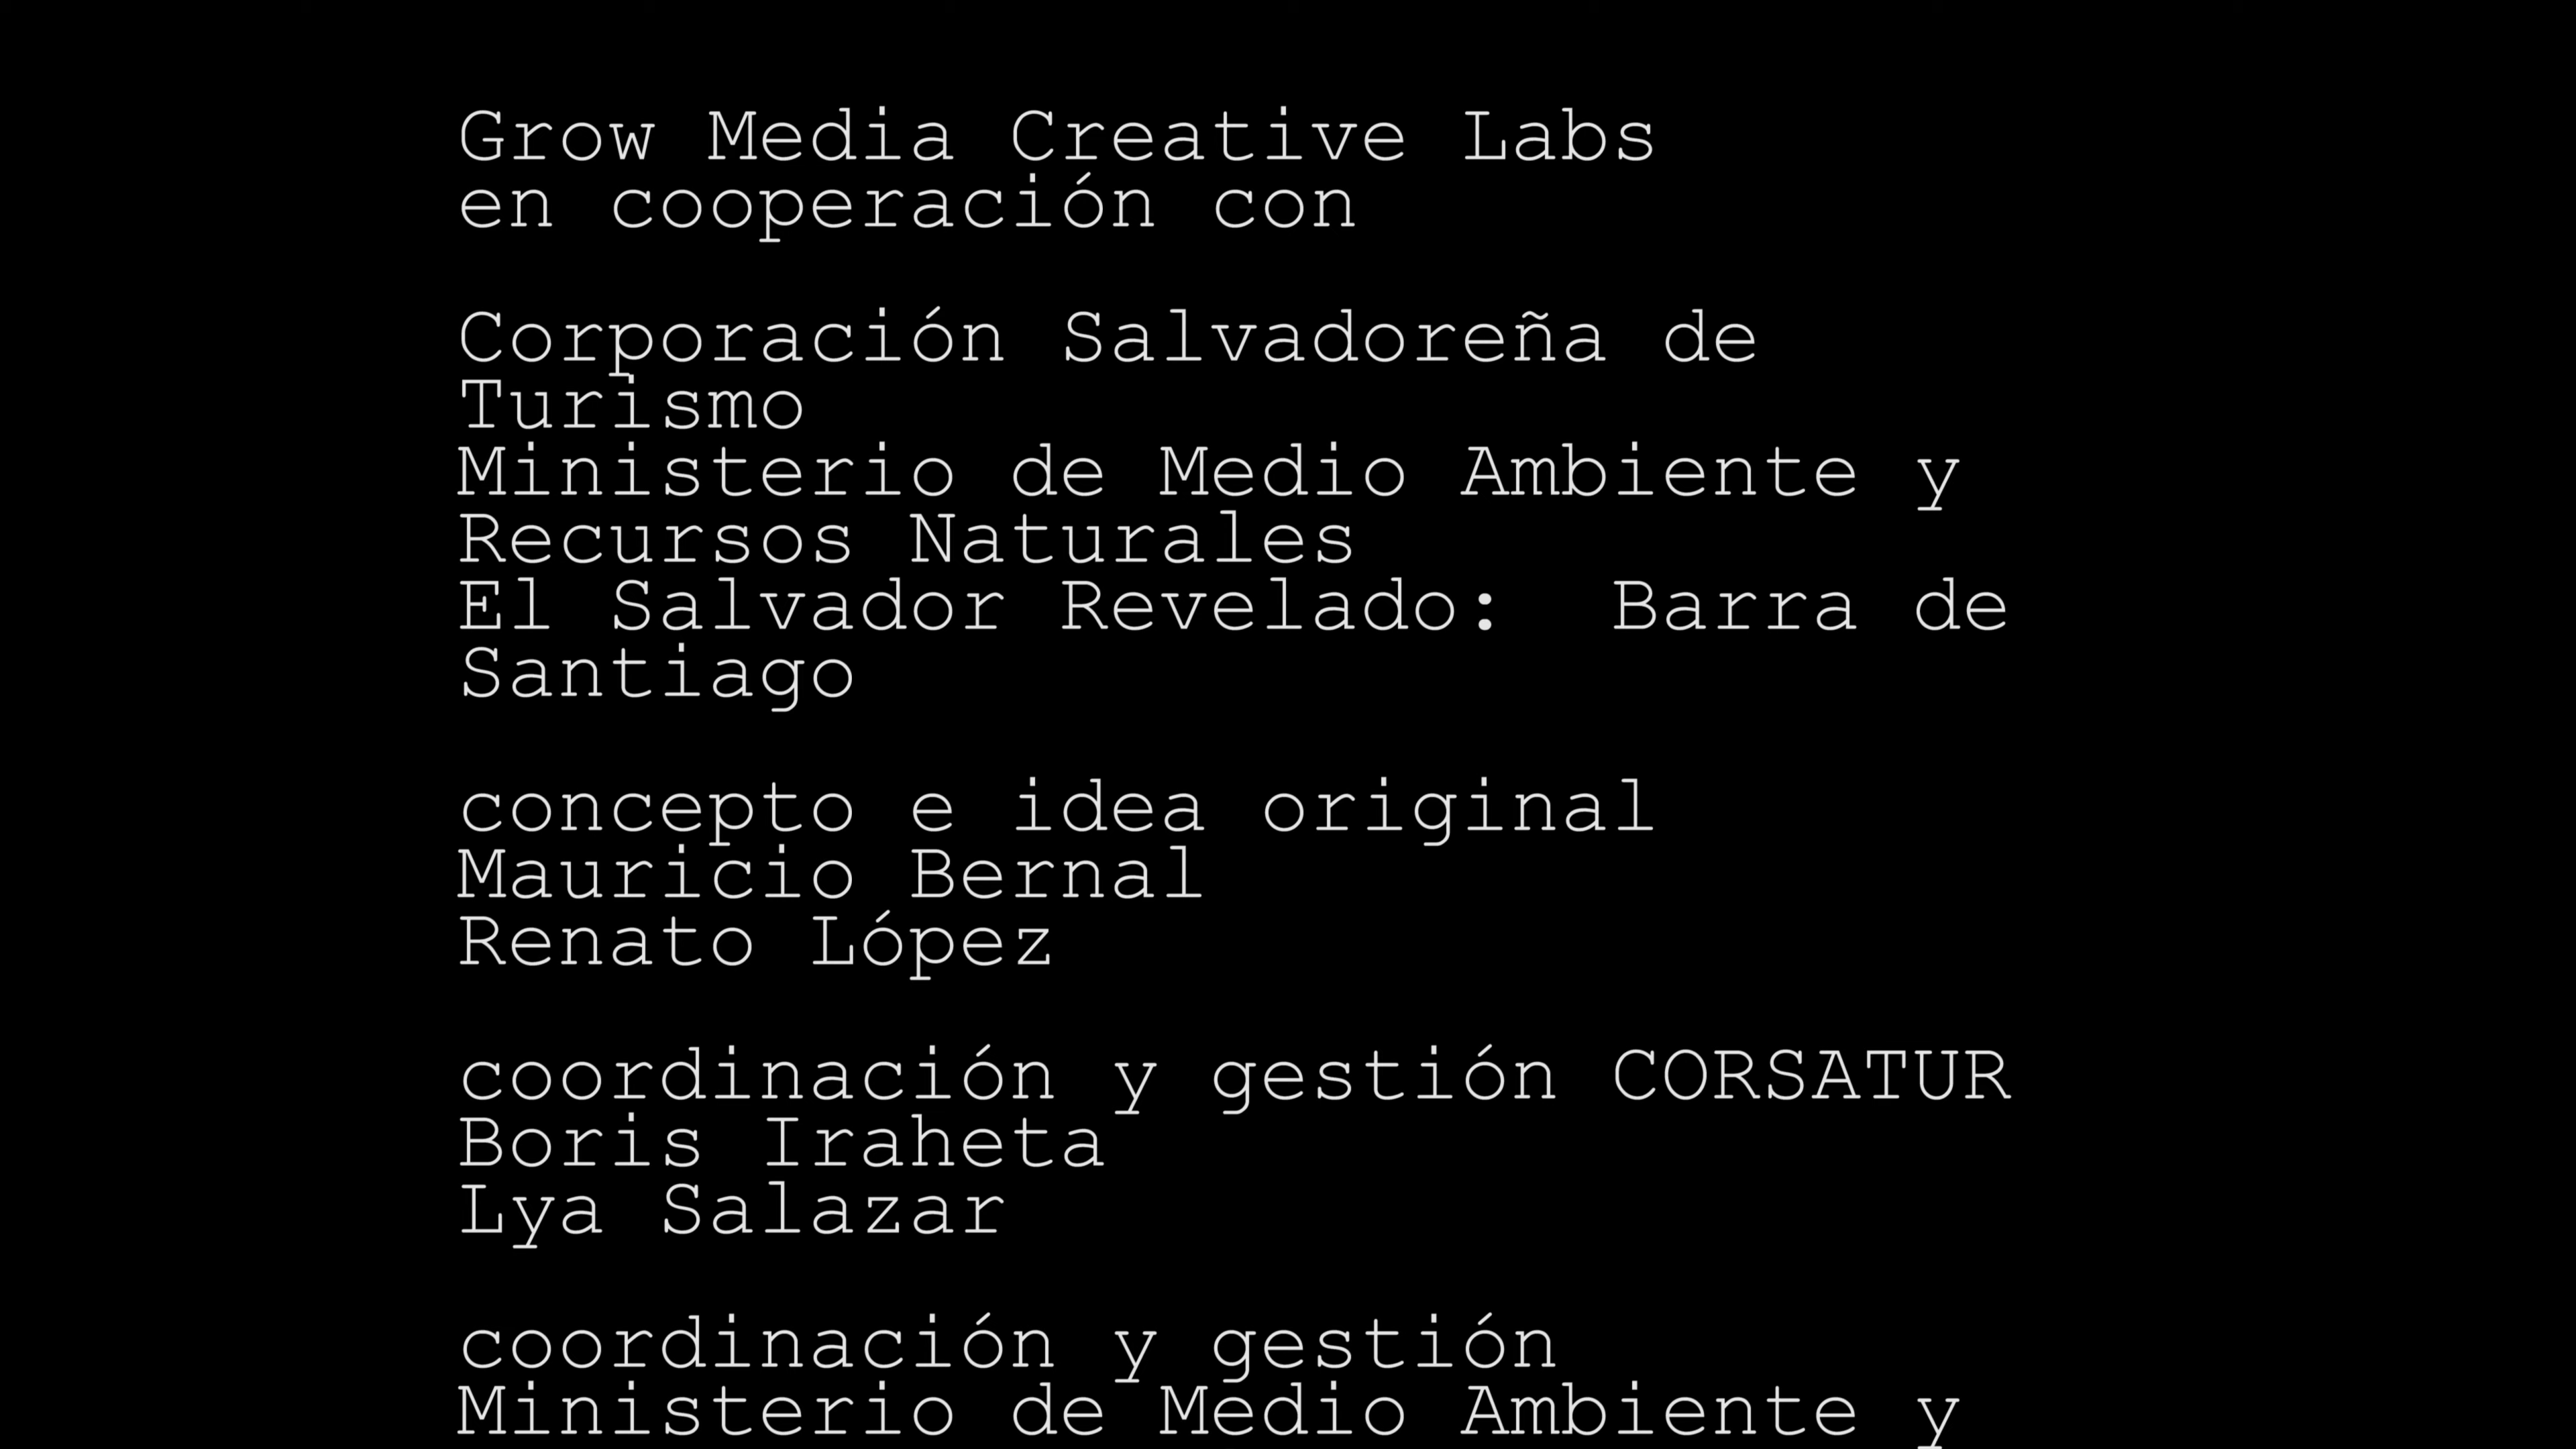 Grow Media Creative Labs
en cooperación con
Corporación Salvadoreña de
Turismo
Ministerio de Medio Ambiente y
Recursos Naturales
El Salvador Revelado:  Barra de
Santiago
concepto e idea original
Mauricio Bernal
Renato López
coordinación y gestión CORSATUR
Boris Iraheta
Lya Salazar
coordinación y gestión
Ministerio de Medio Ambiente y